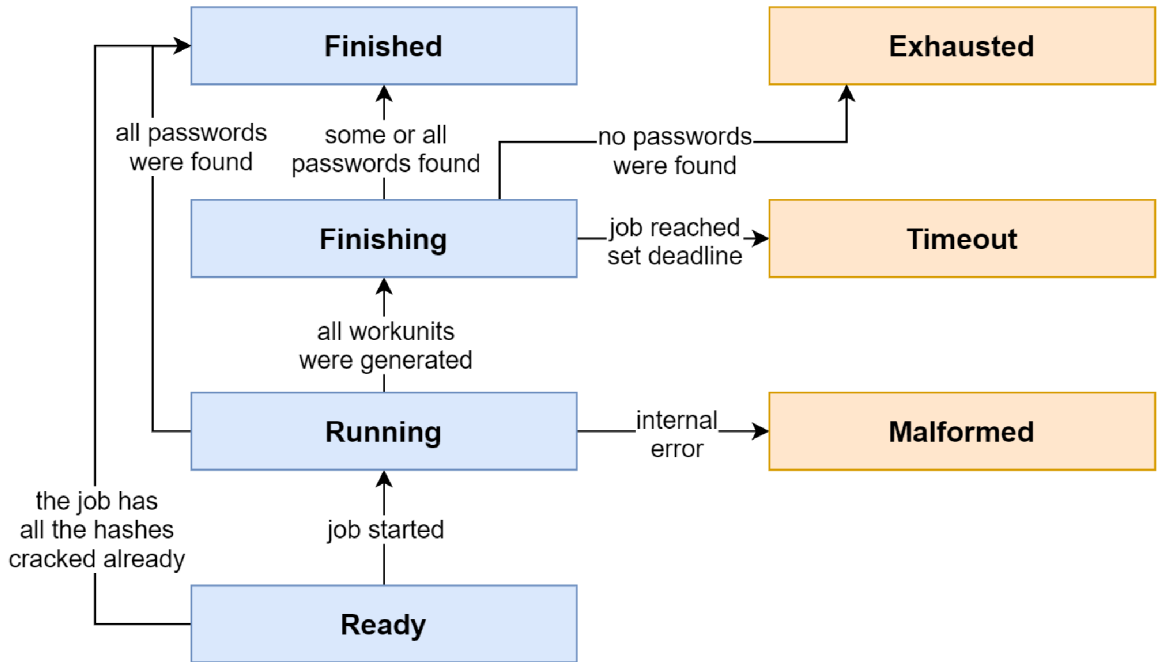 Finished
Exhausted
all passwords
were found
some or all
passwords found
no passwords
were found
Finishing
job reached
set deadline
Timeout
all workunits
were generated
Running
internal
error
Malformed
the job has
all the hashes
cracked already
job started
Ready